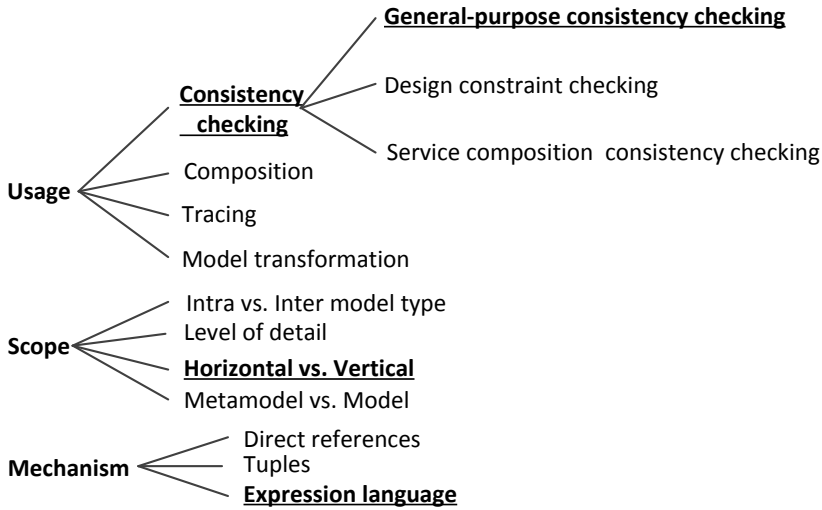 General-purpose consistency checking
Consistency
checking
Design constraint checking
Service composition consistency checking
Usage
Composition
Tracing
Model transformation
Intra vs. Inter model type
Level of detail
Scope
Horizontal vs. Vertical
Metamodel vs. Model
Direct references
Mechanism
Tuples
Expression language